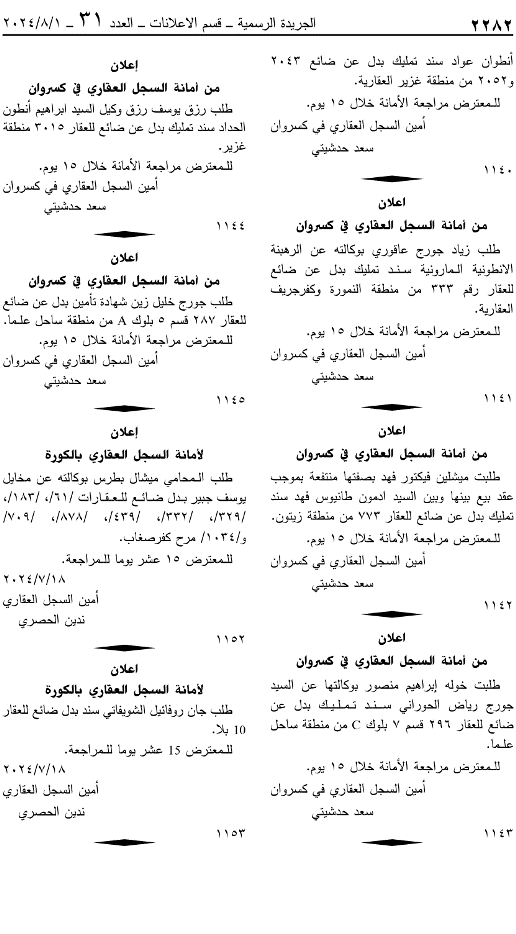 ٢٢٨٢
الجريدة الرسمية ــ قسم الاعلانات ــ العدد ٣١ ــ ٢٠٢٤/٨/١
أنطوان عواد سند تمليك بدل عن ضائع ٢٠٤٣
و٢٠٥٢ من منطقة غزير العقارية.
للمعترض مراجعة الأمانة خلال ١٥ يوم.
أمين السجل العقاري في كسروان
سعد حدشيتي
١١٤٠
اعلان
من أمانة السجل العقاري في كسروان
طلب زياد جورج عاقوري بوكالته عن الرهبنة
الانطونية المارونية سند تمليك بدل عن ضائع
للعقار رقم ٣٣٣ من منطقة النمورة وكفرجريف
العقارية.
للمعترض مراجعة الأمانة خلال ١٥ يوم.
أمين السجل العقاري في كسروان
سعد حدشيتي
١١٤١
اعلان
من أمانة السجل العقاري في كسروان
طلبت ميشلين فيكتور فهد بصفتها منتفعة بموجب
عقد بيع بينها وبين السيد ادمون طانيوس فهد سند
تمليك بدل عن ضائع للعقار ٧٧٣ من منطقة زيتون.
للمعترض مراجعة الأمانة خلال ١٥ يوم.
أمين السجل العقاري في كسروان
سعد حدشيتي
١١٤٢
اعلان
من أمانة السجل العقاري في كسروان
طلبت خوله إبراهيم منصور بوكالتها عن السيد
جورج رياض الحوراني سند تمليك بدل عن
ضائع للعقار ٢٩٦ قسم ٧ بلوك C من منطقة ساحل
علما.
للمعترض مراجعة الأمانة خلال ١٥ يوم.
أمين السجل العقاري في كسروان
سعد حدشيتي
١١٤٣
إعلان
من أمانة السجل العقاري في كسروان
طلب رزق يوسف رزق وكيل السيد ابراهيم أنطون
الحداد سند تمليك بدل عن ضائع للعقار ٣٠١٥ منطقة
غزير.
للمعترض مراجعة الأمانة خلال ١٥ يوم.
أمين السجل العقاري في كسروان
سعد حدشيتي
١١٤٤
اعلان
من أمانة السجل العقاري في كسروان
طلب جورج خليل زين شهادة تأمين بدل عن ضائع
للعقار ٢٨٧ قسم ٥ بلوك A من منطقة ساحل علما.
للمعترض مراجعة الأمانة خلال ١٥ يوم.
أمين السجل العقاري في كسروان
سعد حدشيتي
١١٤٥
إعلان
لأمانة السجل العقاري بالكورة
طلب المحامي ميشال بطرس بوكالته عن مخايل
يوسف جبير بدل ضائع للعقارات /٦١/، /١٨٣/،
/٣٢٩/، /٣٣٢/، /٤٣٩/، /٨٧٨/، /٧٠٩/
و/١٠٣٤/ مرح كفرصغاب.
للمعترض ١٥ عشر يوما للمراجعة.
٢٠٢٤/٧/١٨
أمين السجل العقاري
ندين الحصري
١١٥٢
اعلان
لأمانة السجل العقاري بالكورة
طلب جان روفائيل الشويفاتي سند بدل ضائع للعقار
10 بلا.
للمعترض 15 عشر يوما للمراجعة.
٢٠٢٤/٧/١٨
أمين السجل العقاري
ندين الحصري
١١٥٣